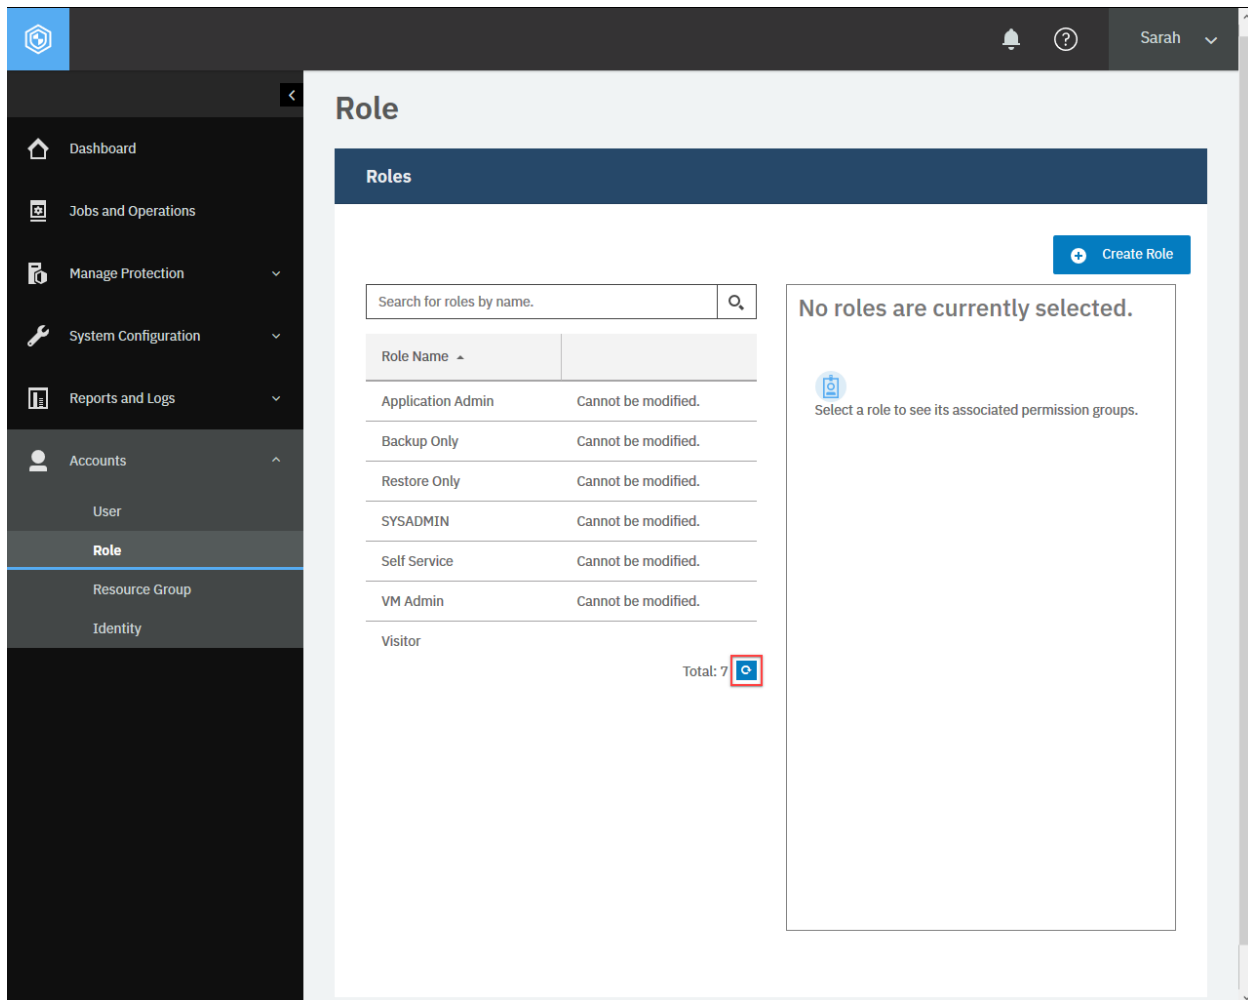 Sarah
Role
Dashboard
Jobs and Operations
Manage Protection
System Configuration
Reports and Logs
Accounts
User
Role
Resource Group
Identity
Roles
Create Role
Search for roles by name.
Role Name
Application Admin Cannot be modified.
Backup Only Cannot be modified.
Restore Only Cannot be modified.
SYSADMIN Cannot be modified.
Self Service Cannot be modified.
VM Admin Cannot be modified.
Visitor
Total: 7
No roles are currently selected.
Select a role to see its associated permission groups.